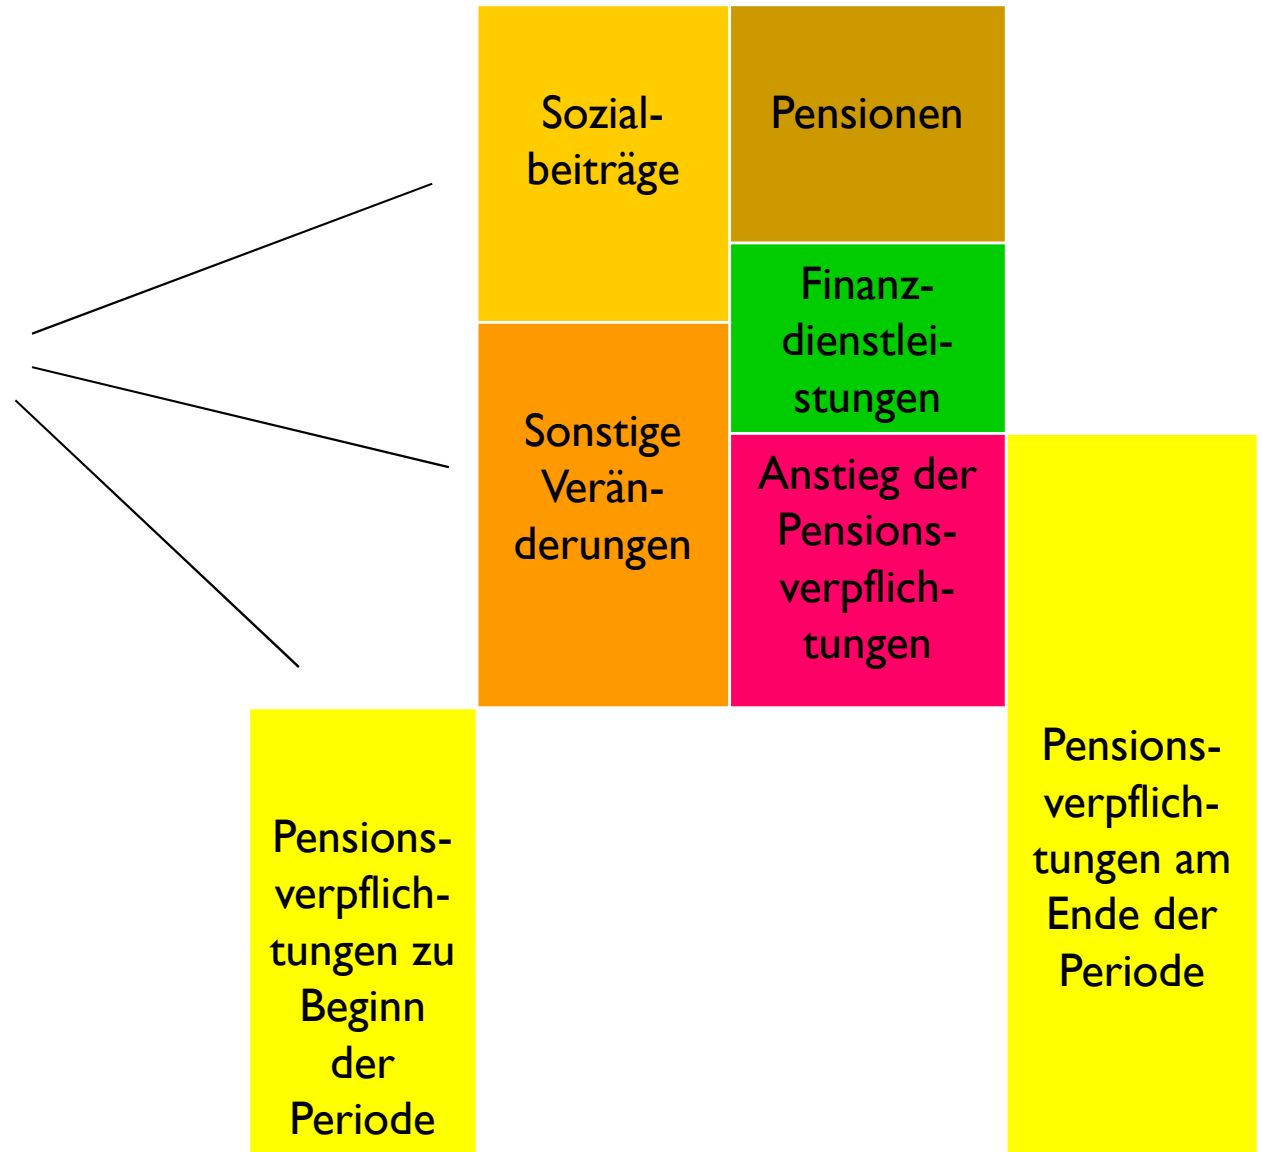 Sozial-
beiträge
Pensionen
Finanz-
dienstlei-
stungen
Sonstige
Verän-
derungen
Anstieg der
Pensions-
verpflich-
tungen
Pensions-
verpflich-
tungen zu
Beginn
der
Periode
Pensions-
verpflich-
tungen am
Ende der
Periode